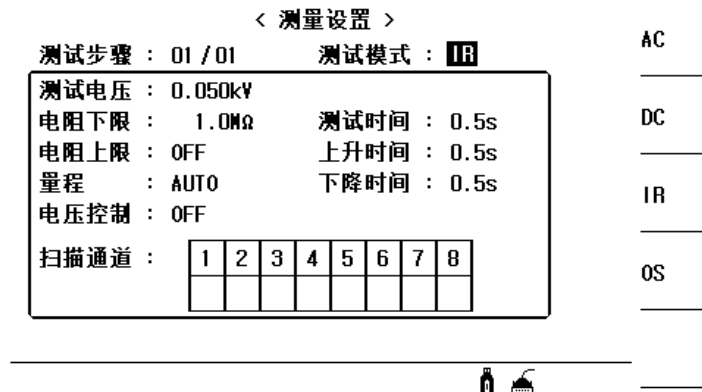 < 测量设置 >
测试步骤 : 01 / 01 测试模式 : IR
测试电压 : 0.050kV
电阻下限 : 1.0MΩ 测试时间 : 0.5s
电阻上限 : OFF 上升时间 : 0.5s
量程 : AUTO 下降时间 : 0.5s
电压控制 : OFF
扫描通道 : 1 2 3 4 5 6 7 8
AC
DC
IR
OS